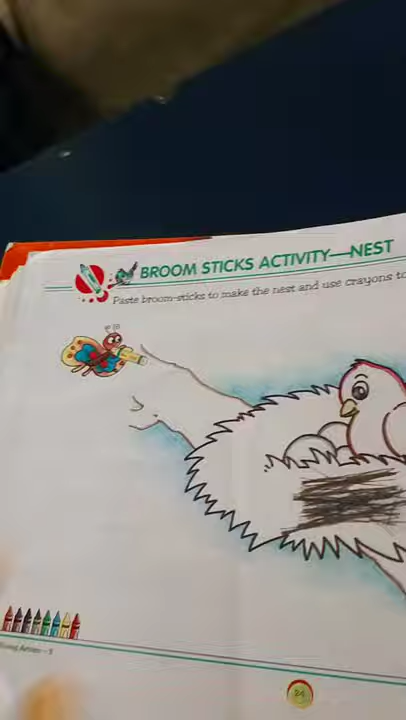 BROOM STICKS ACTIVITY—NEST
Paste broom-sticks to make the nest and use crayons to